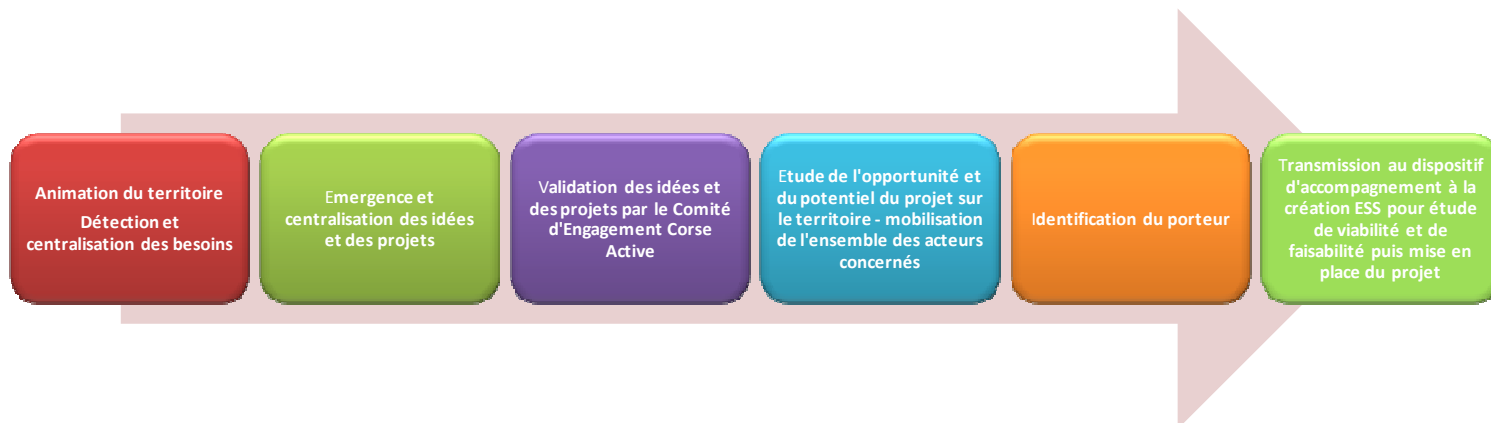 Animation du territoire
Détection et
centralisation des besoins
Emergence et
centralisation des idées
et des projets
Validation des idées et
des projets par le Comité
d'Engagement Corse
Active
Etude de l'opportunité et
du potentiel du projet sur
le territoire - mobilisation
de l'ensemble des acteurs
concernés
Identification du porteur
Transmission au dispositif
d'accompagnement à la
création ESS pour étude
de viabilité et de
faisabilité puis mise en
place du projet